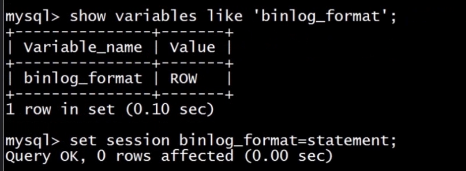 mysql> show variables like 'binlog_format';
+---------------+-------+
| Variable_name | Value |
+---------------+-------+
| binlog_format | ROW   |
+---------------+-------+
1 row in set (0.10 sec)
mysql> set session binlog_format=statement;
Query OK, 0 rows affected (0.00 sec)